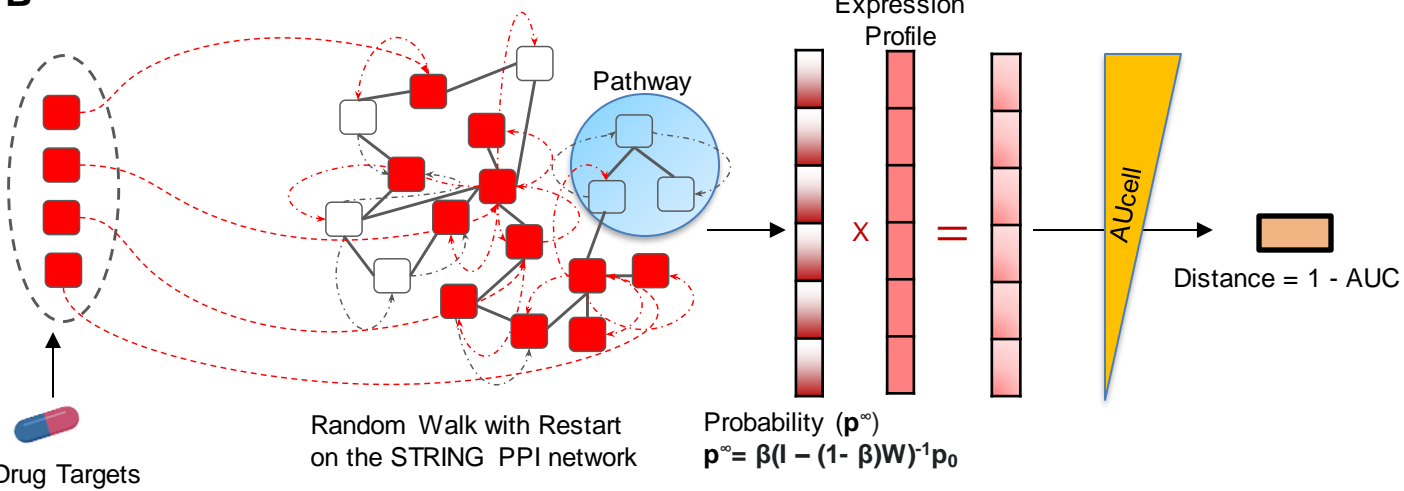 B
Expression
Profile
Pathway
AUcell
X
=
Distance = 1 - AUC
Random Walk with Restart
on the STRING PPI network
Probability (p∞)
p∞= β(I – (1- β)W)-1p0
Drug Targets